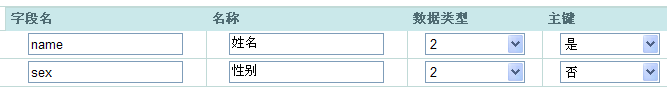 字段名 名称 数据类型 主键
name 姓名 2 是
sex 性别 2 否